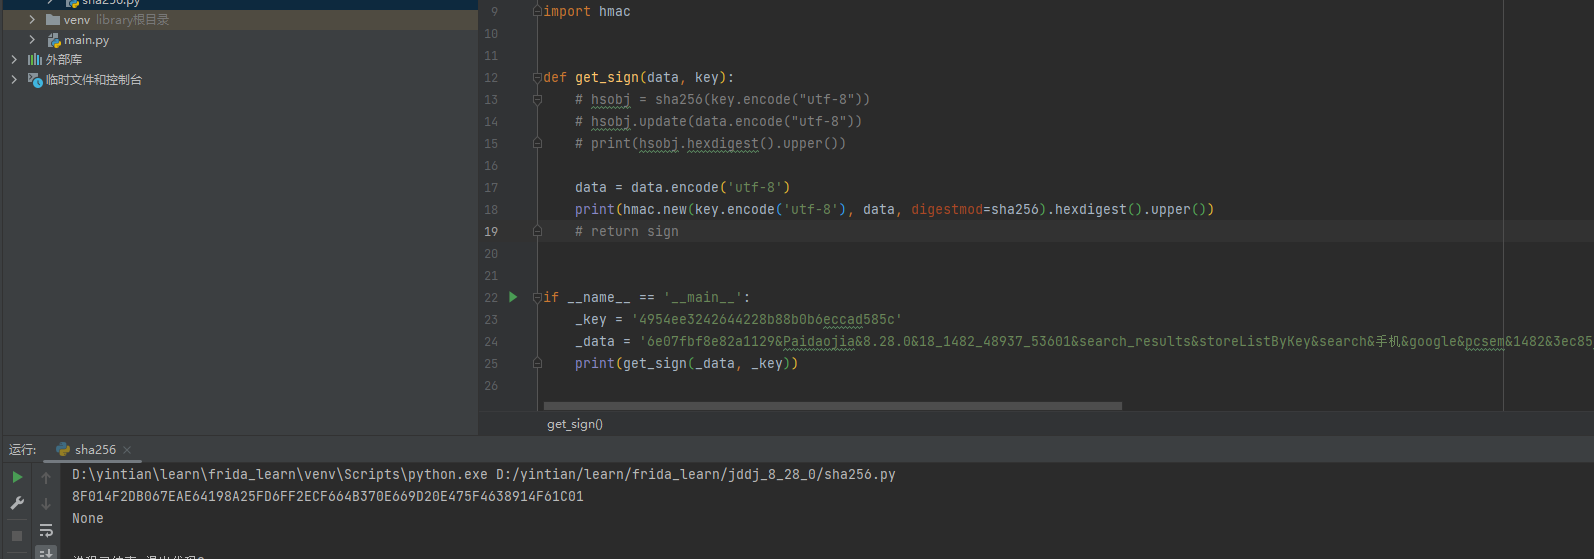 sha256.py
venv library根目录
main.py
外部库
临时文件和控制台
9 import hmac
10
11
12 def get_sign(data, key):
13 # hsobj = sha256(key.encode("utf-8"))
14 # hsobj.update(data.encode("utf-8"))
15 # print(hsobj.hexdigest().upper())
16
17 data = data.encode('utf-8')
18 print(hmac.new(key.encode('utf-8'), data, digestmod=sha256).hexdigest().upper())
19 # return sign
20
21
22 if __name__ == '__main__':
23 _key = '4954ee3242644228b88b0b6eccad585c'
24 _data = '6e07fbf8e82a1129&Paidaojia&8.28.0&18_1482_48937_53601&search_results&storeListByKey&search&手机&google&pcsem&1482&3ec85
25 print(get_sign(_data, _key))
26
get_sign()
运行: sha256
D:\yintian\learn\frida_learn\venv\Scripts\python.exe D:/yintian/learn/frida_learn/jddj_8_28_0/sha256.py
8F014F2DB067EAE64198A25FD6FF2ECF664B370E669D20E475F4638914F61C01
None